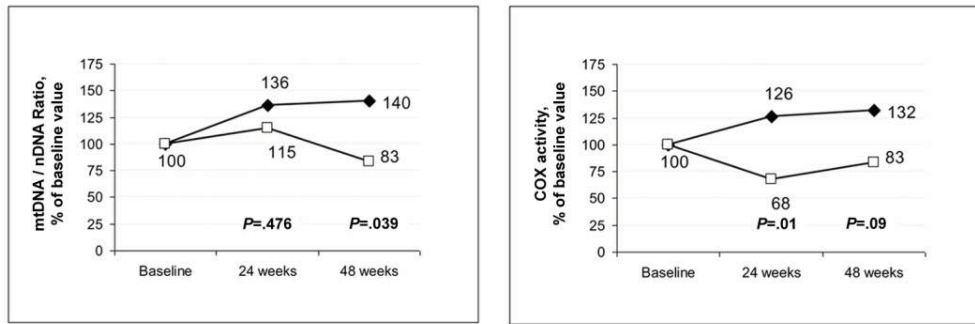 mtDNA / nDNA Ratio,
% of baseline value
175
150
125
100
75
50
25
0
136
140
100
115
83
P=.476
P=.039
Baseline
24 weeks
48 weeks
COX activity,
% of baseline value
175
150
125
100
75
50
25
0
126
132
100
83
68
P=.01
P=.09
Baseline
24 weeks
48 weeks